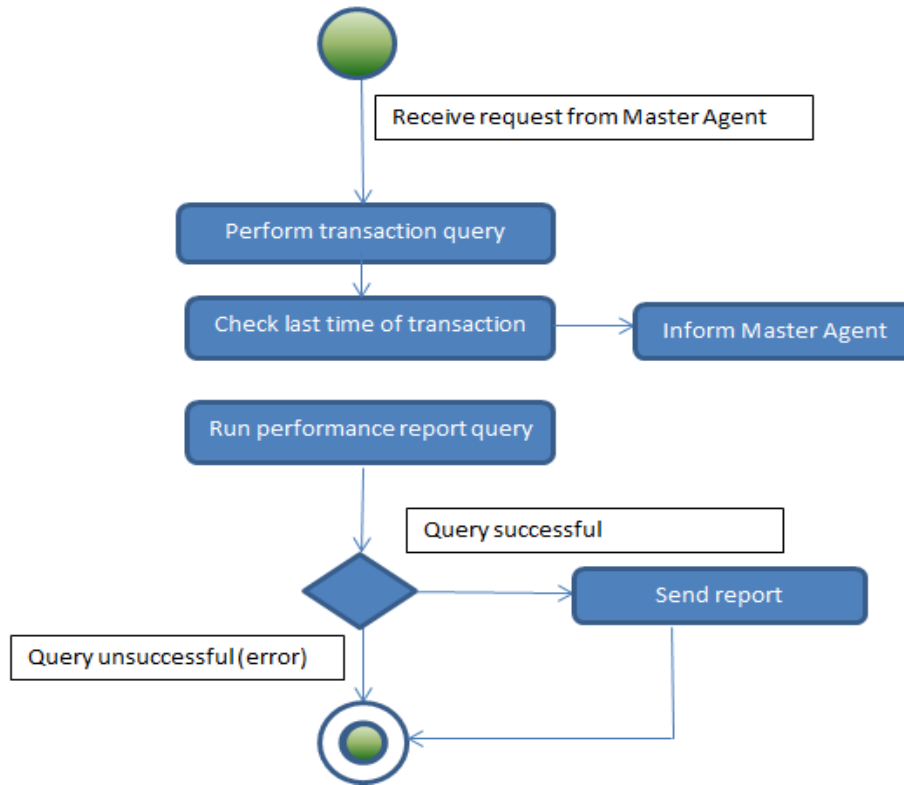 Receive request from Master Agent
Perform transaction query
Check last time of transaction
Inform Master Agent
Run performance report query
Query successful
Send report
Query unsuccessful (error)